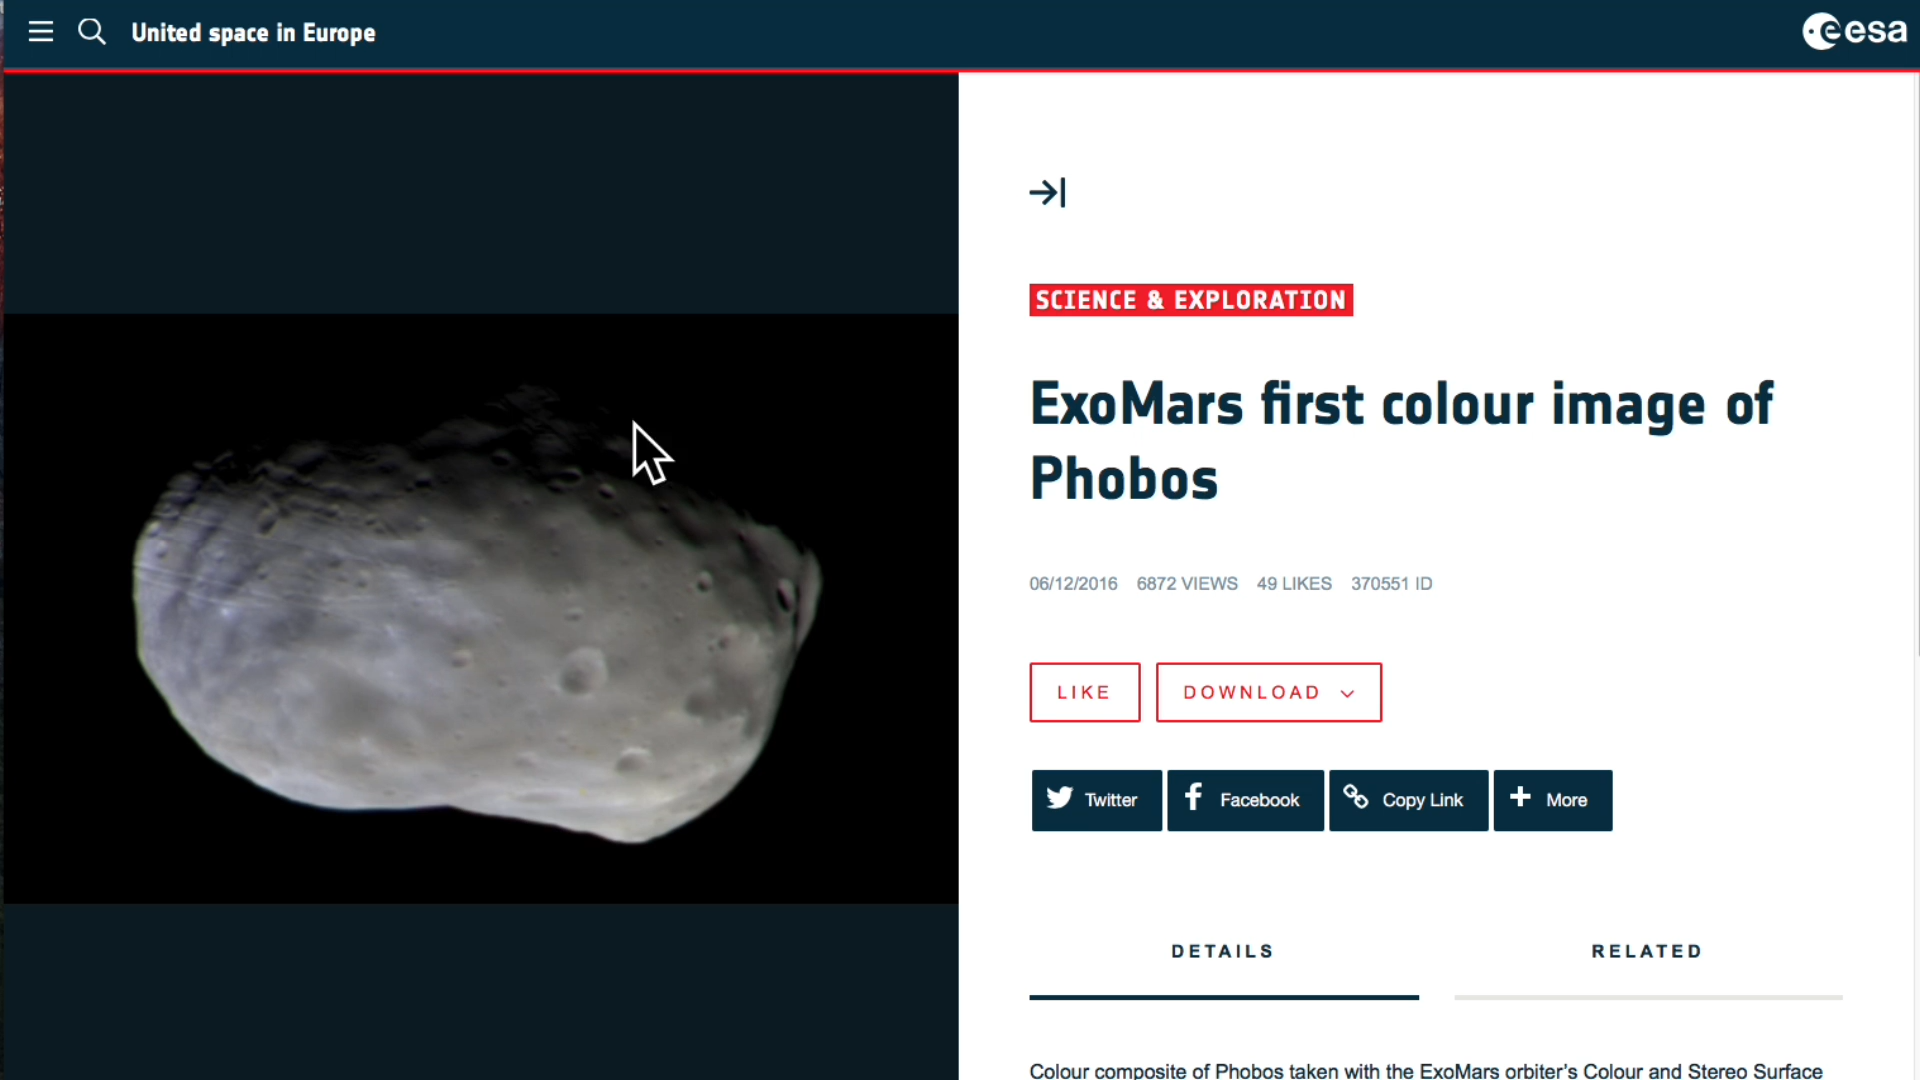 United space in Europe
esa
SCIENCE & EXPLORATION
ExoMars first colour image of
Phobos
06/12/2016 6872 VIEWS 49 LIKES 370551 ID
LIKE DOWNLOAD
Twitter Facebook Copy Link More
DETAILS RELATED
Colour composite of Phobos taken with the ExoMars orbiter's Colour and Stereo Surface